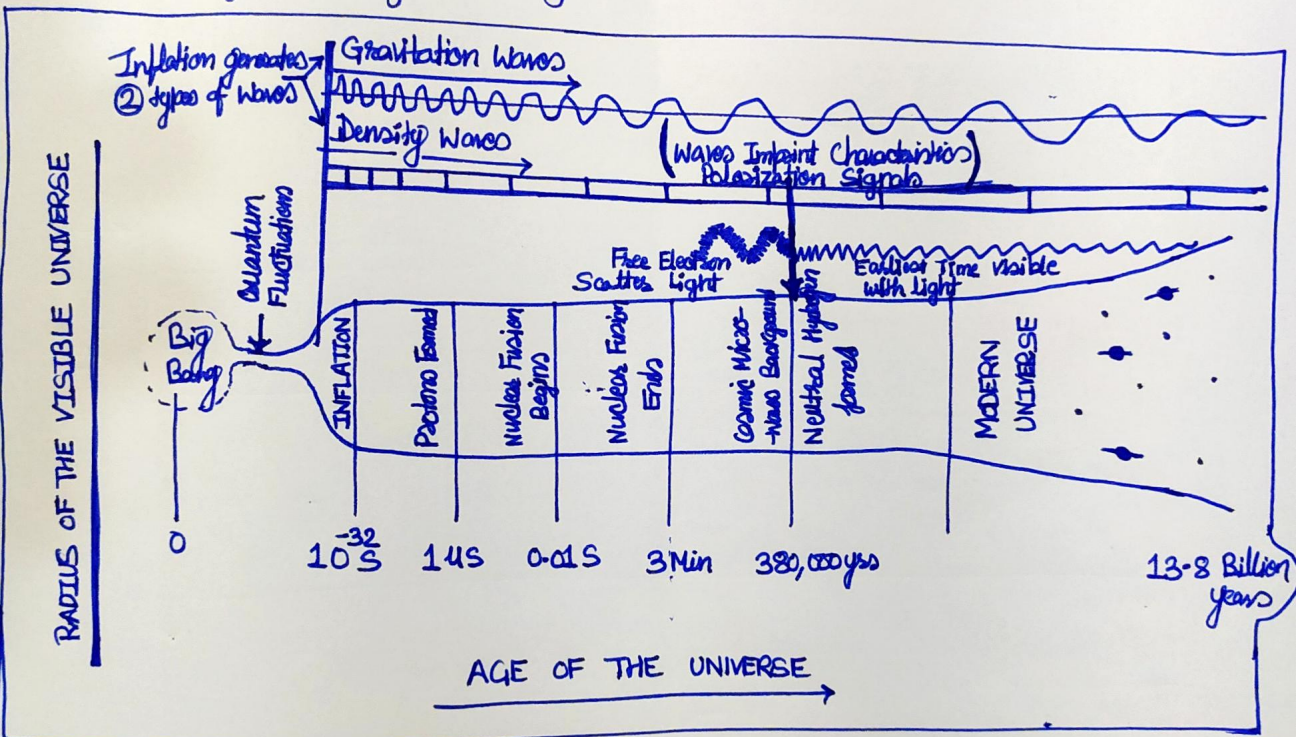 Inflation generates
② types of waves
Gravitation Waves
Density Waves
(Waves Imprint Characteristics)
Polarization Signals
RADIUS OF THE VISIBLE UNIVERSE
Quantum
Fluctuations
Free Electron
Scatter Light
Earliest Time visible
with light
Big
Bang
INFLATION
Protons Formed
Nuclear Fusion
Begins
Nuclear Fusion
Ends
Cosmic Micro-
-wave Background
Neutral Hydrogen
formed
MODERN
UNIVERSE
0
10⁻³² S
1 us
0.01 S
3 Min
380,000 yrs
13.8 Billion
years
AGE OF THE UNIVERSE